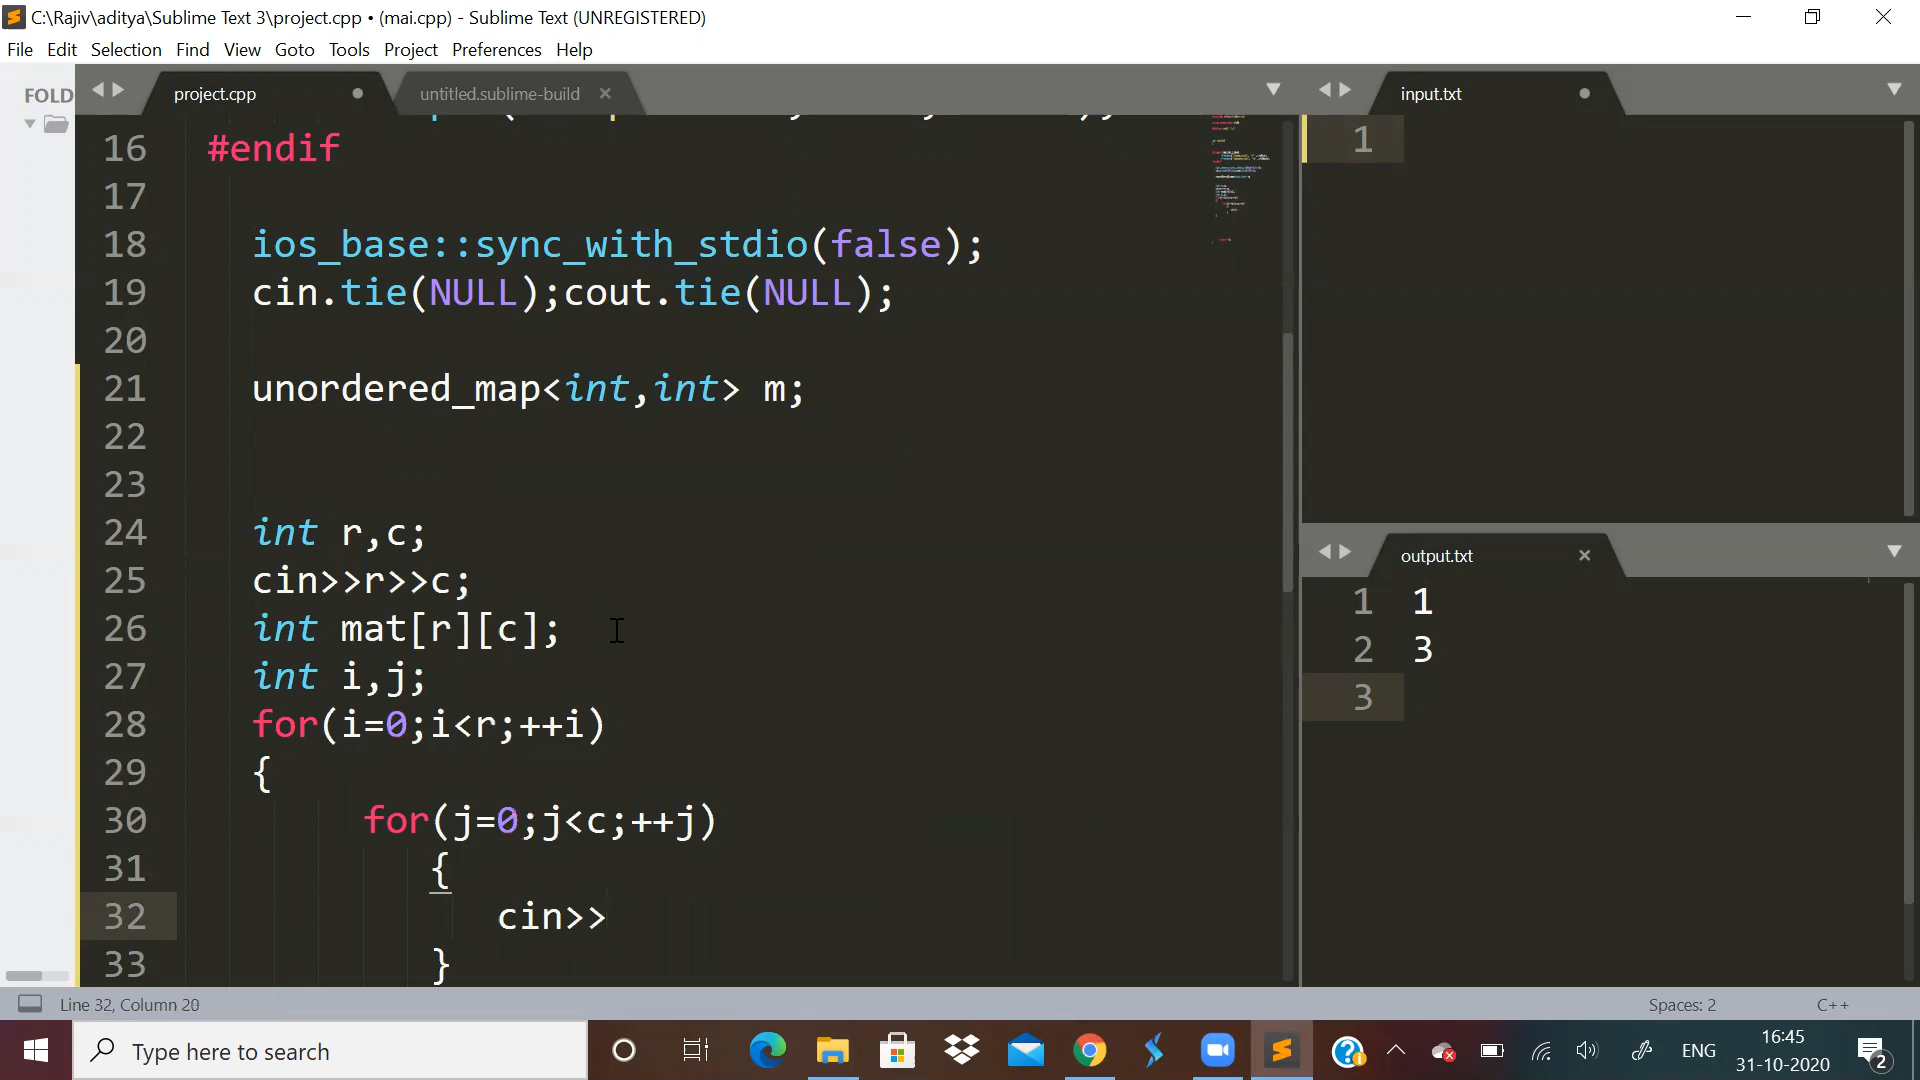 C:\Rajiv\aditya\Sublime Text 3\project.cpp • (mai.cpp) - Sublime Text (UNREGISTERED)
File Edit Selection Find View Goto Tools Project Preferences Help
FOLD
project.cpp
untitled.sublime-build
input.txt
16 #endif
17
18 ios_base::sync_with_stdio(false);
19 cin.tie(NULL);cout.tie(NULL);
20
21 unordered_map<int,int> m;
22
23
24 int r,c;
25 cin>>r>>c;
26 int mat[r][c];
27 int i,j;
28 for(i=0;i<r;++i)
29 {
30 for(j=0;j<c;++j)
31 {
32 cin>>
33 }
1
output.txt
1 1
2 3
3
Line 32, Column 20
Spaces: 2
C++
Type here to search
ENG
16:45
31-10-2020
2